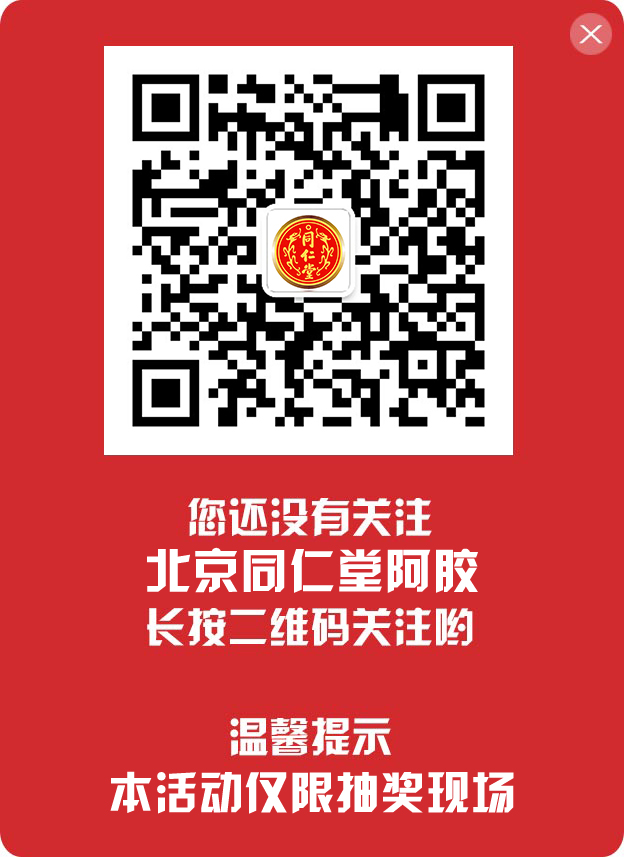 同仁堂
您还没有关注
北京同仁堂阿胶
长按二维码关注哟
温馨提示
本活动仅限抽奖现场